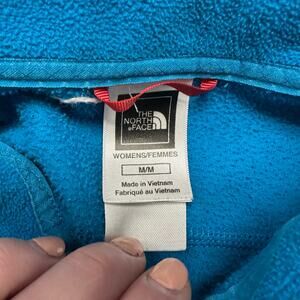 THE
NORTH
FACE
WOMENS/FEMMES
M/M
Made in Vietnam
Fabriqué au Vietnam